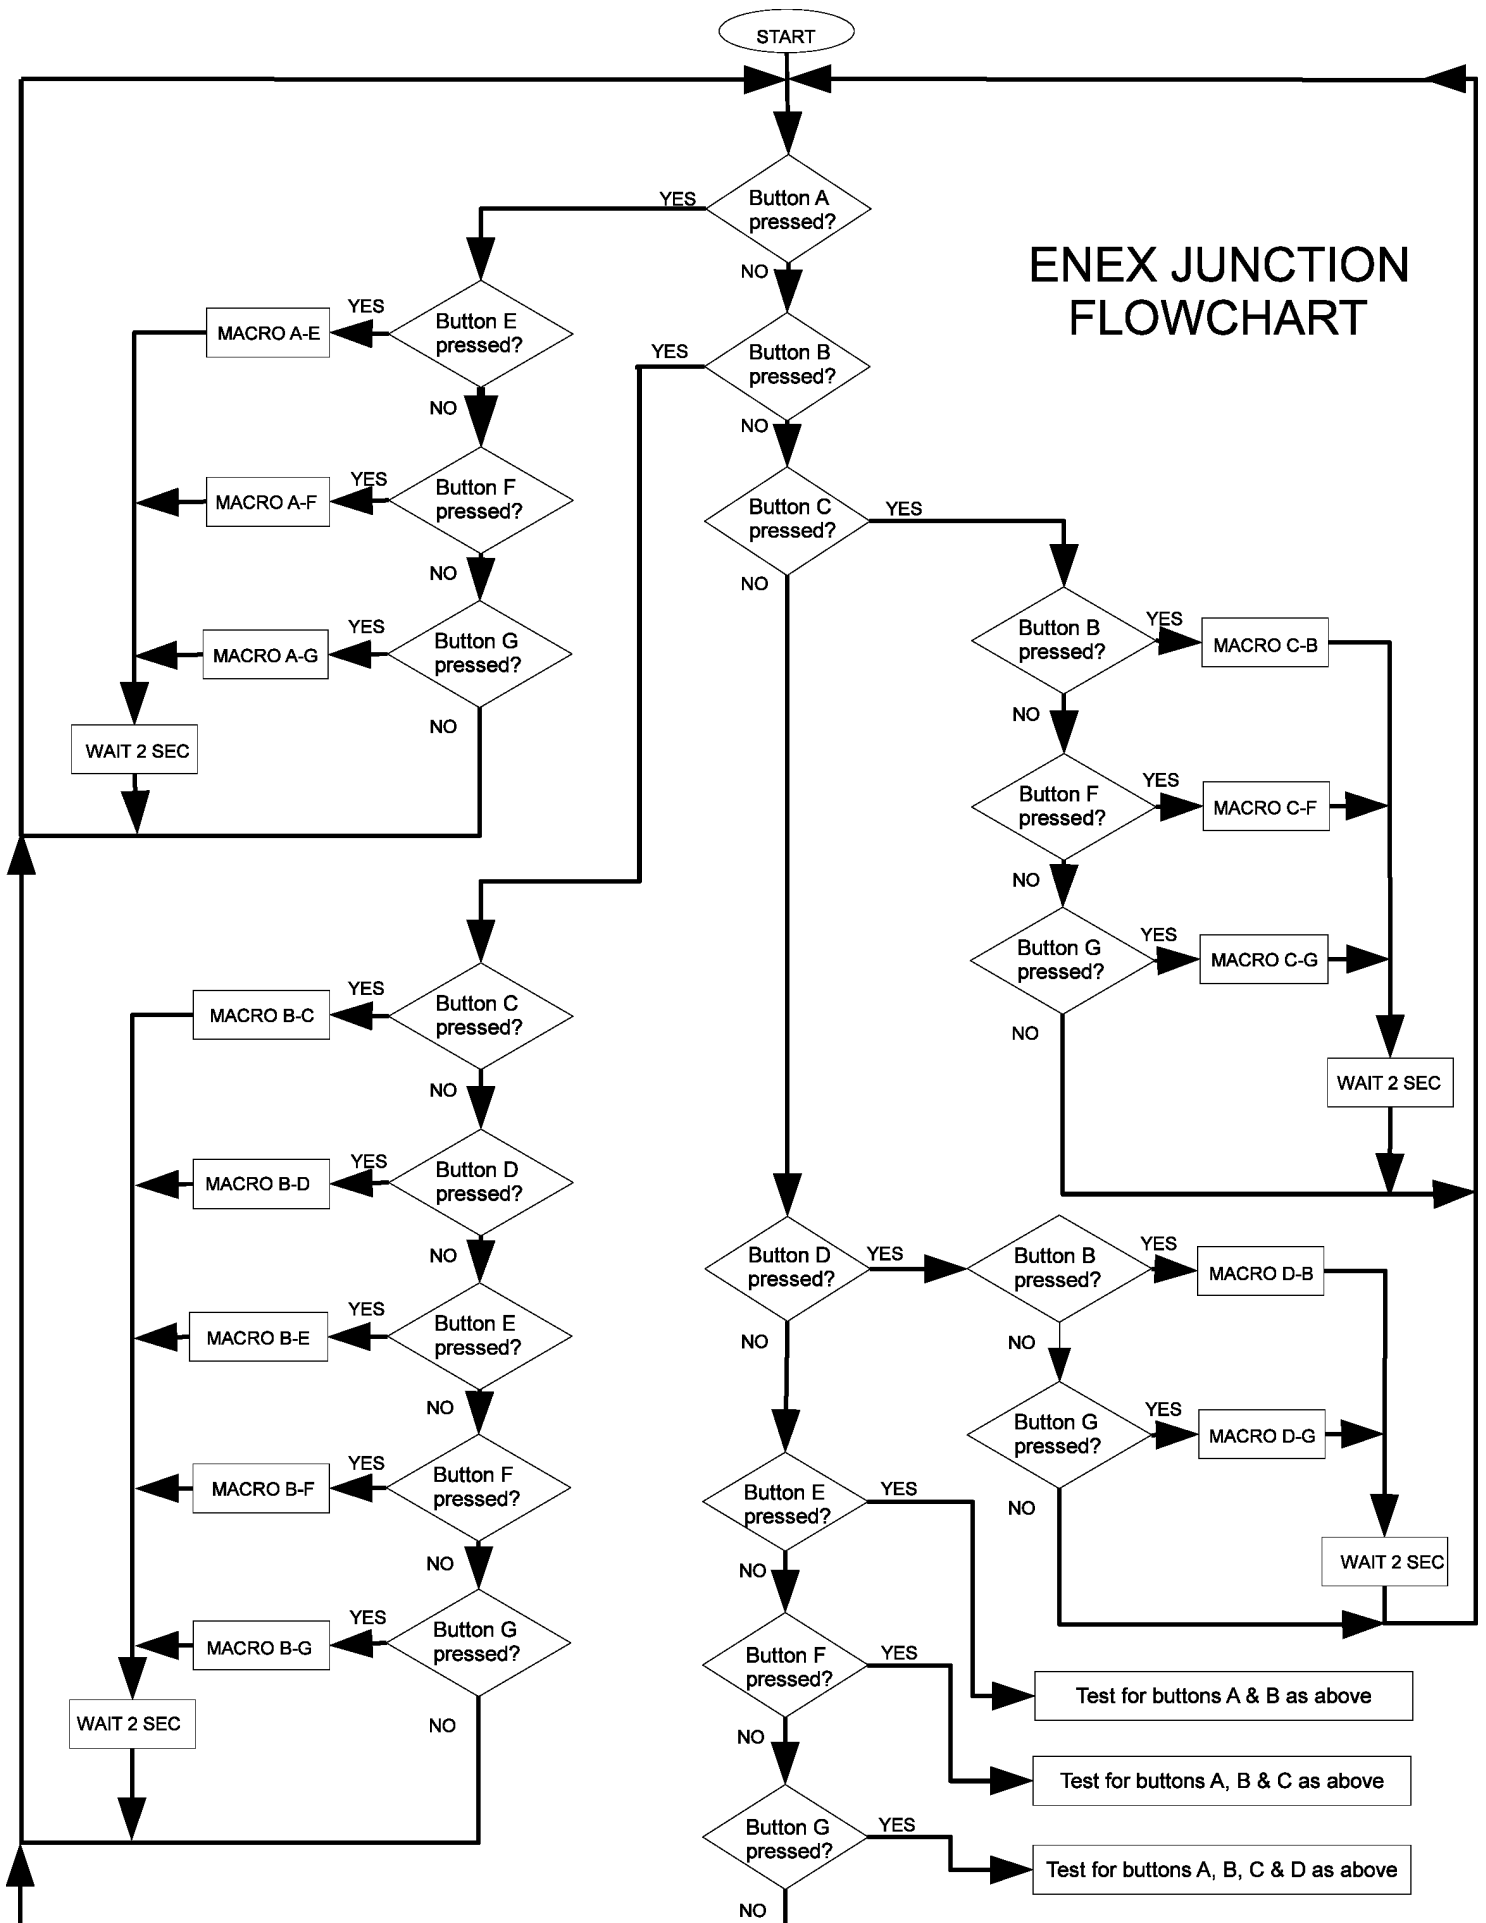 START
Button A
pressed?
YES
NO
ENEX JUNCTION
FLOWCHART
Button E
pressed?
YES
MACRO A-E
NO
Button F
pressed?
YES
MACRO A-F
NO
Button G
pressed?
YES
MACRO A-G
NO
WAIT 2 SEC
Button B
pressed?
YES
NO
Button C
pressed?
YES
NO
Button B
pressed?
YES
MACRO C-B
NO
Button F
pressed?
YES
MACRO C-F
NO
Button G
pressed?
YES
MACRO C-G
NO
WAIT 2 SEC
Button C
pressed?
YES
MACRO B-C
NO
Button D
pressed?
YES
MACRO B-D
NO
Button E
pressed?
YES
MACRO B-E
NO
Button F
pressed?
YES
MACRO B-F
NO
Button G
pressed?
YES
MACRO B-G
NO
WAIT 2 SEC
Button D
pressed?
YES
NO
Button B
pressed?
YES
MACRO D-B
NO
Button G
pressed?
YES
MACRO D-G
NO
WAIT 2 SEC
Button E
pressed?
YES
NO
Test for buttons A & B as above
Button F
pressed?
YES
NO
Test for buttons A, B & C as above
Button G
pressed?
YES
NO
Test for buttons A, B, C & D as above